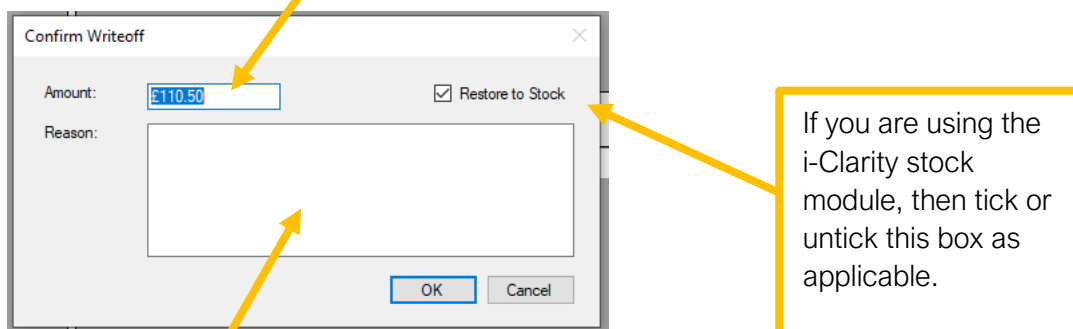 Confirm Writeoff
Amount: £110.50 Restore to Stock
Reason:
OK Cancel
If you are using the
i-Clarity stock
module, then tick or
untick this box as
applicable.